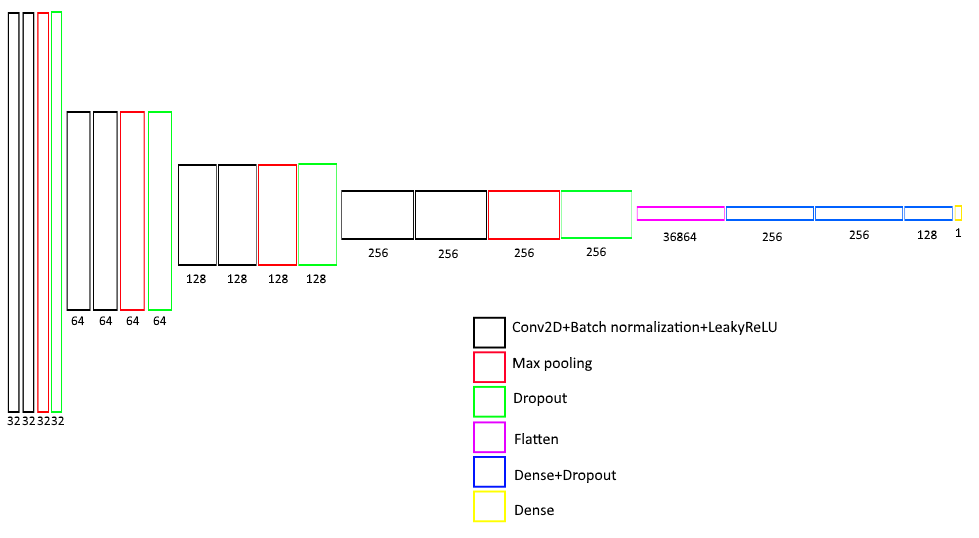 32 32 32 32
64 64 64 64
128 128 128 128
256 256 256 256
36864 256 256 128 1
Conv2D+Batch normalization+LeakyReLU
Max pooling
Dropout
Flatten
Dense+Dropout
Dense